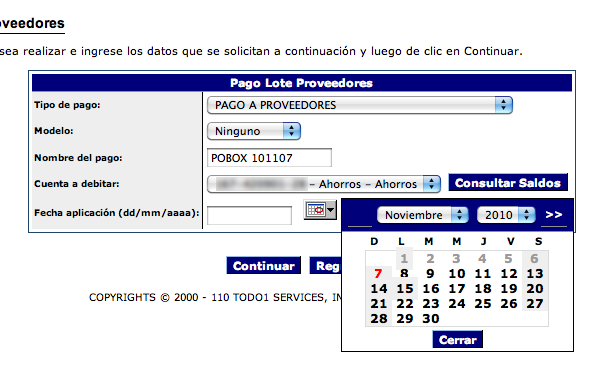 oveedores
sea realizar e ingrese los datos que se solicitan a continuación y luego de clic en Continuar.
Pago Lote Proveedores
Tipo de pago: PAGO A PROVEEDORES
Modelo: Ninguno
Nombre del pago: POBOX 101107
Cuenta a debitar: - Ahorros - Ahorros Consultar Saldos
Fecha aplicación (dd/mm/aaaa):
Noviembre 2010 >>
D L M M J V S
1 2 3 4 5 6
7 8 9 10 11 12 13
14 15 16 17 18 19 20
21 22 23 24 25 26 27
28 29 30
Cerrar
Continuar Reg
COPYRIGHTS © 2000 - 110 TODO1 SERVICES, IN